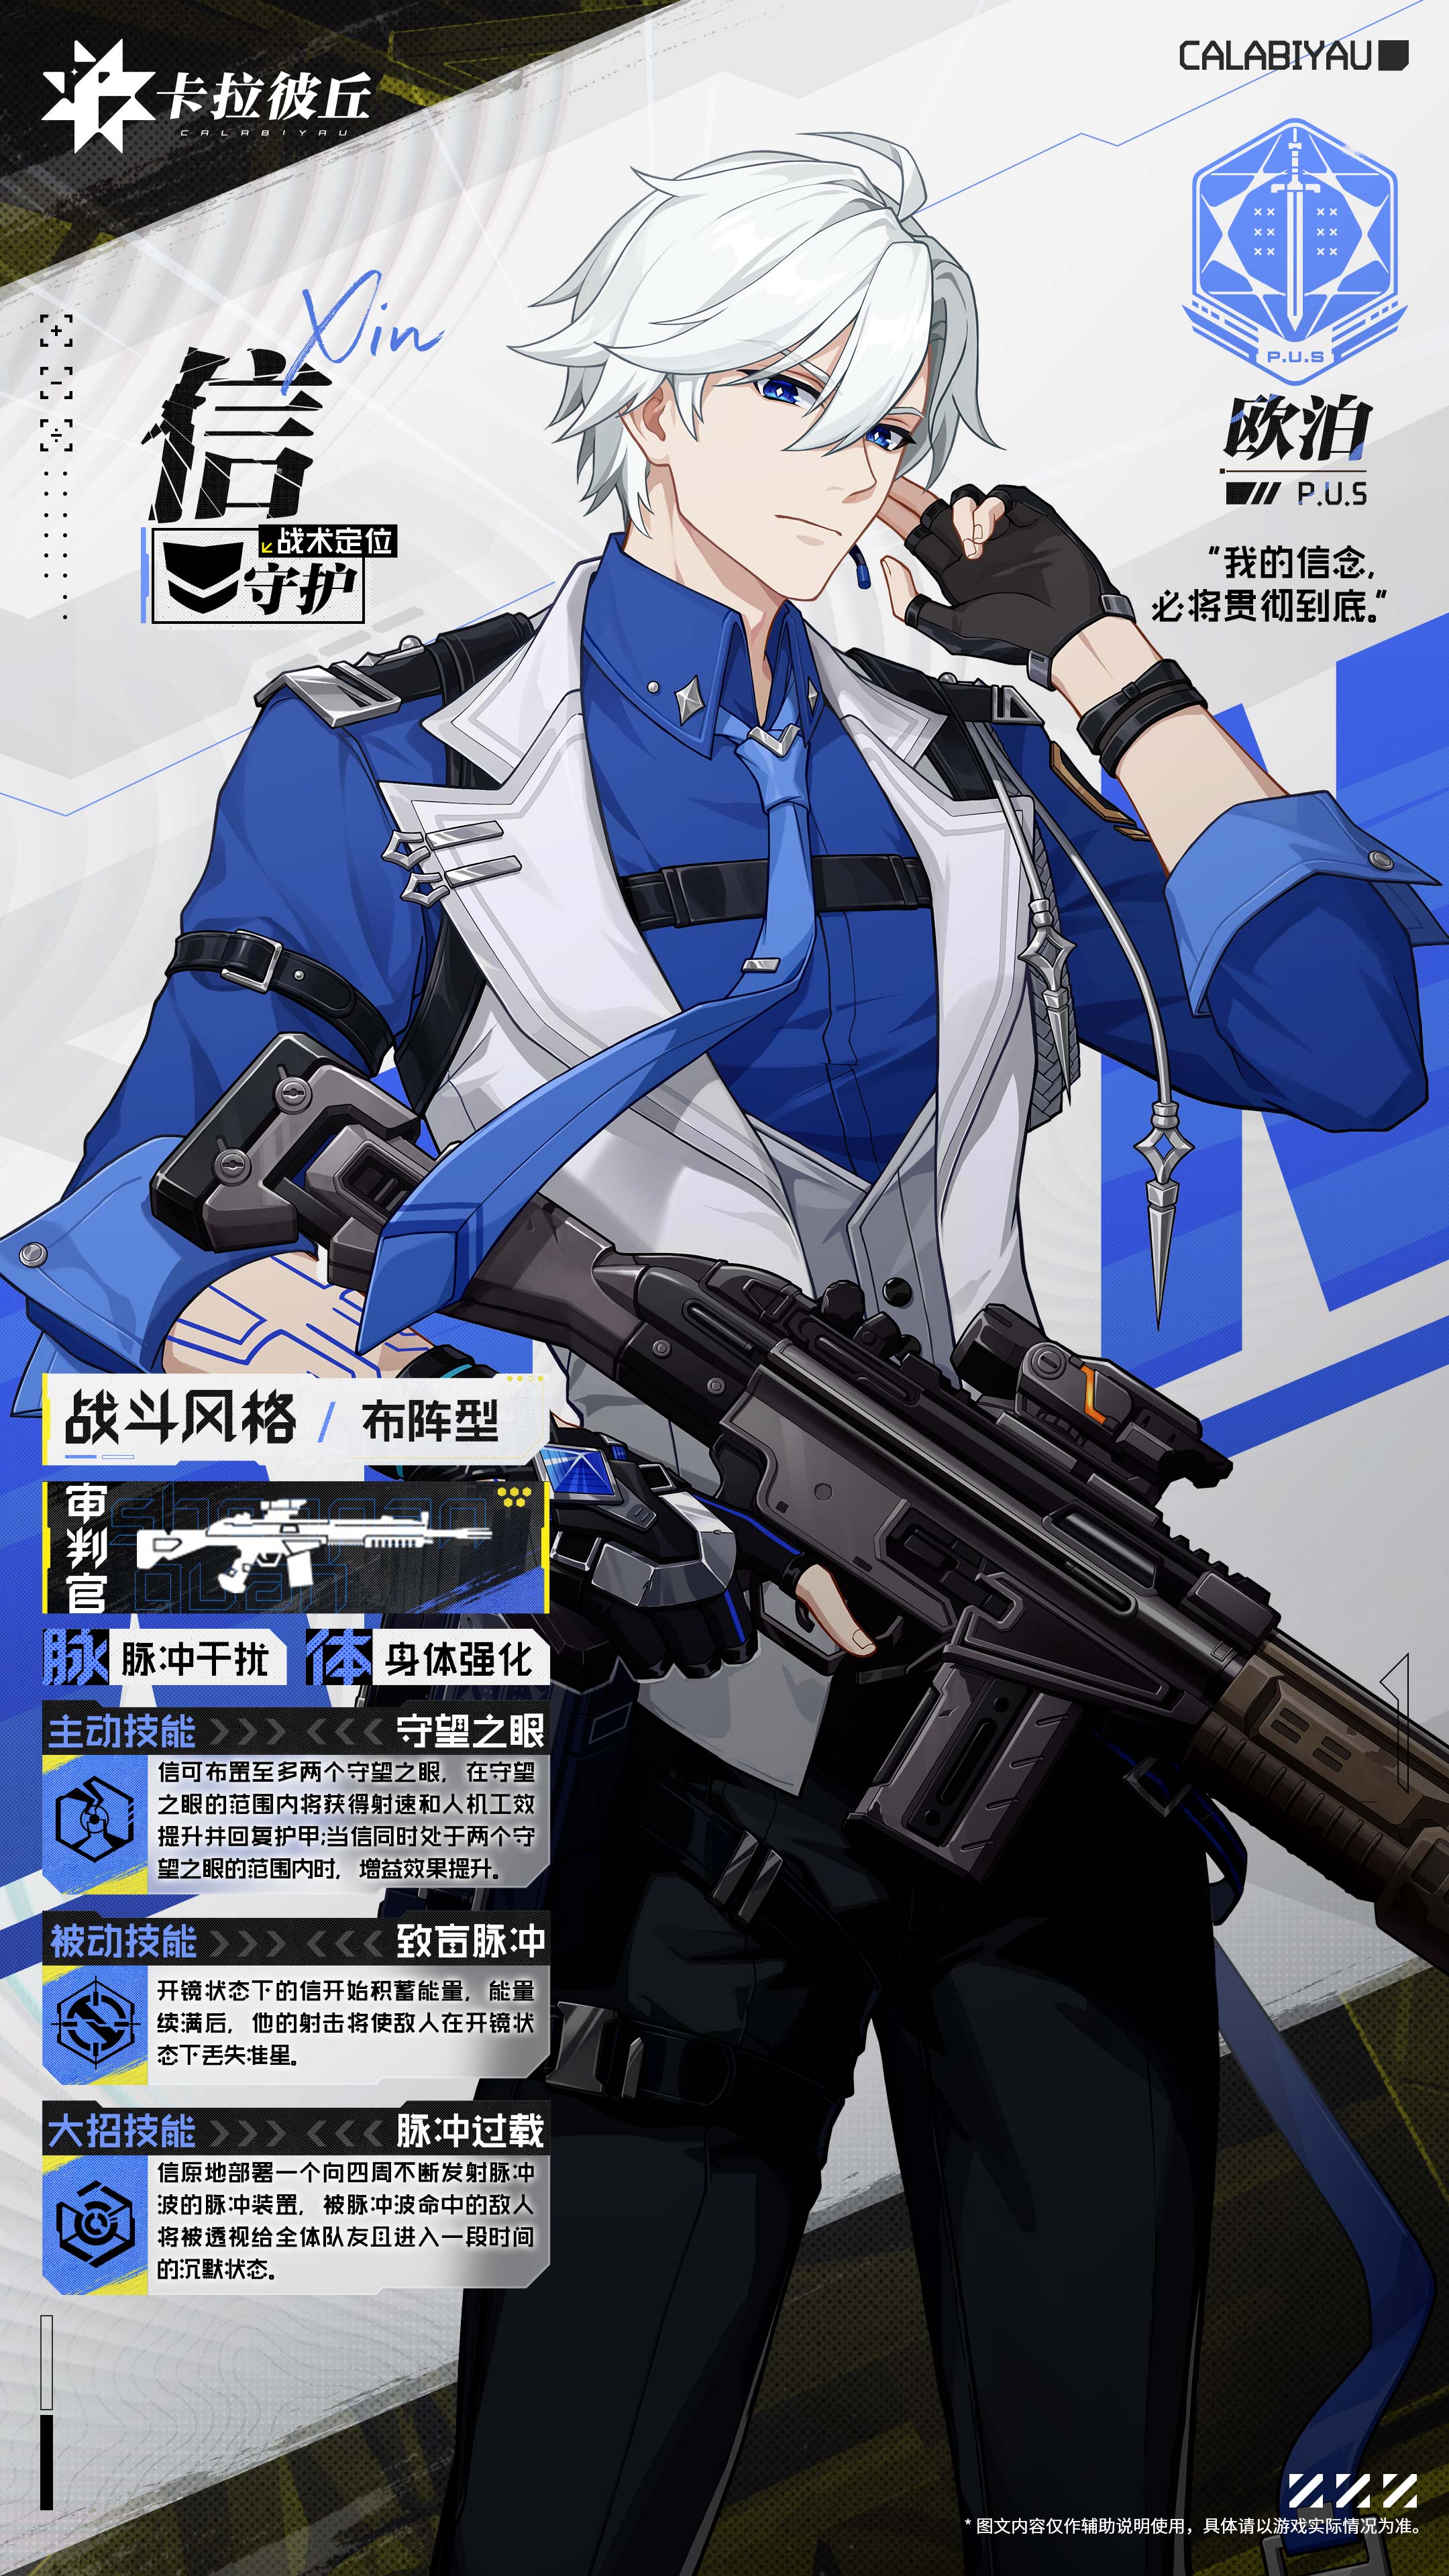 卡拉彼丘
CALABIYAU
CALABIYAU
P.U.S
欧泊
P.U.S
“我的信念,
必将贯彻到底。”
Xin
信
战术定位
守护
战斗风格 / 布阵型
审判官
shenpan
guan
脉 脉冲干扰 体 身体强化
主动技能 守望之眼
信可布置至多两个守望之眼，在守望
之眼的范围内将获得射速和人机工效
提升并回复护甲;当信同时处于两个守
望之眼的范围内时，增益效果提升。
被动技能 致盲脉冲
开镜状态下的信开始积蓄能量，能量
续满后，他的射击将使敌人在开镜状
态下丢失准星。
大招技能 脉冲过载
信原地部署一个向四周不断发射脉冲
波的脉冲装置，被脉冲波命中的敌人
将被透视给全体队友且进入一段时间
的沉默状态。
* 图文内容仅作辅助说明使用，具体请以游戏实际情况为准。